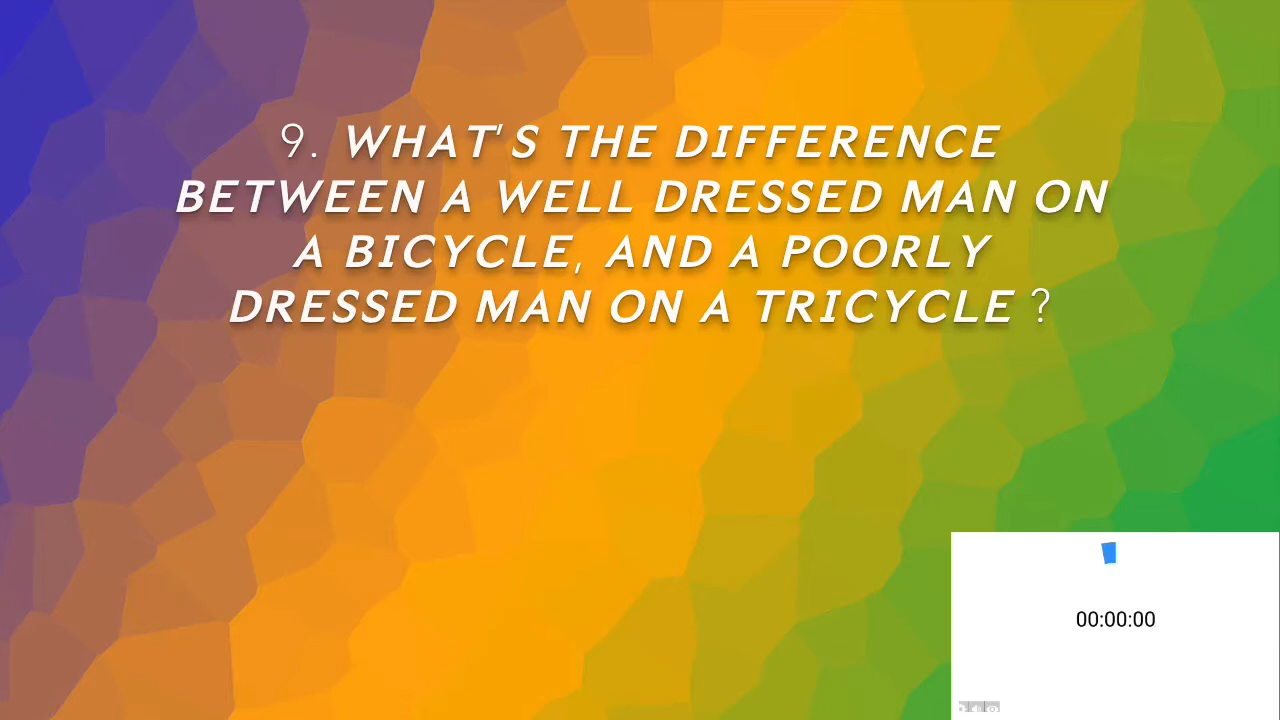 9. WHAT'S THE DIFFERENCE
BETWEEN A WELL DRESSED MAN ON
A BICYCLE, AND A POORLY
DRESSED MAN ON A TRICYCLE ?
00:00:00